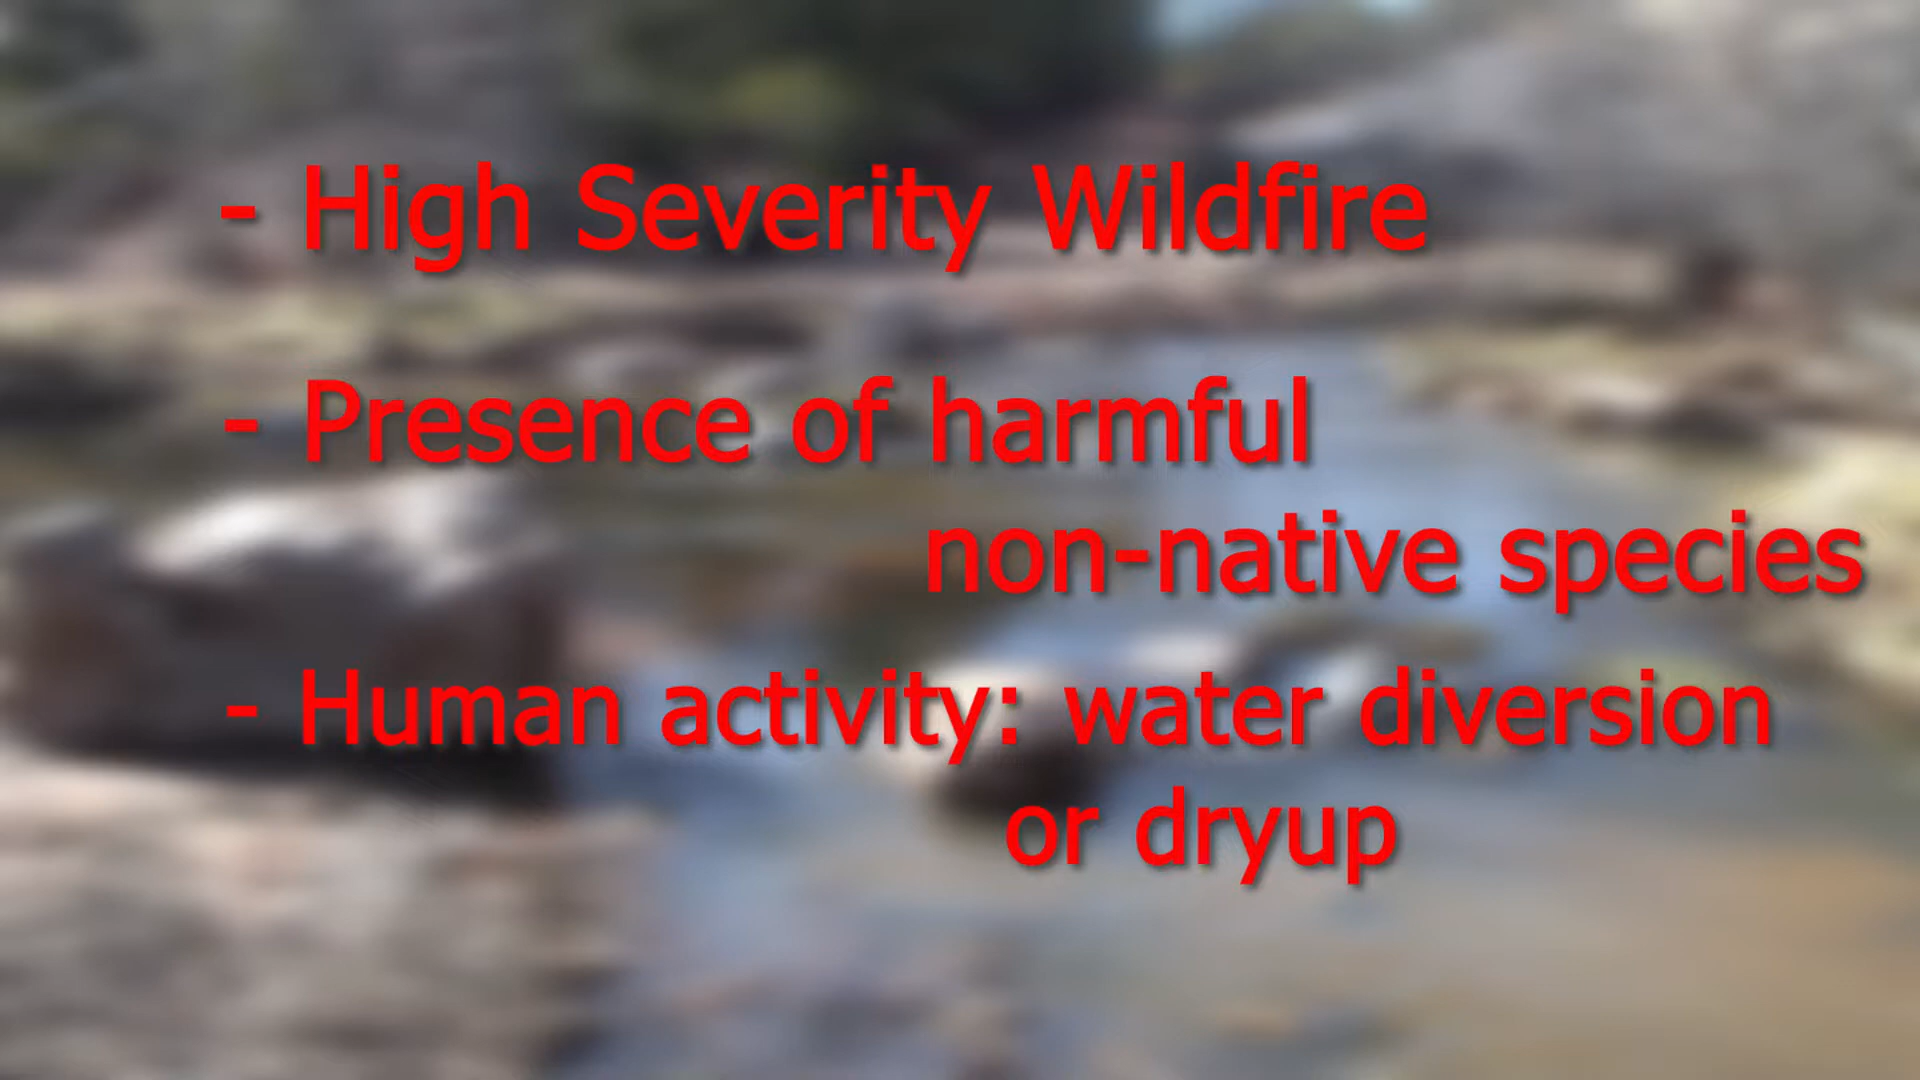 - High Severity Wildfire
- Presence of harmful
non-native species
- Human activity: water diversion
or dryup